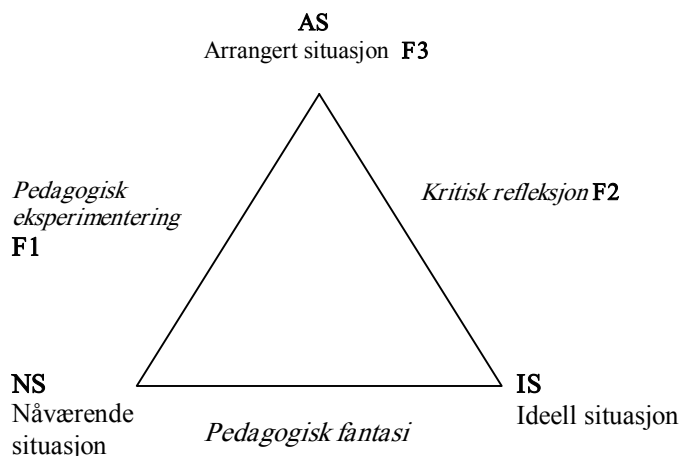 AS
Arrangert situasjon F3
Pedagogisk
eksperimentering
F1
Kritisk refleksjon F2
NS
Nåværende
situasjon
Pedagogisk fantasi
IS
Ideell situasjon